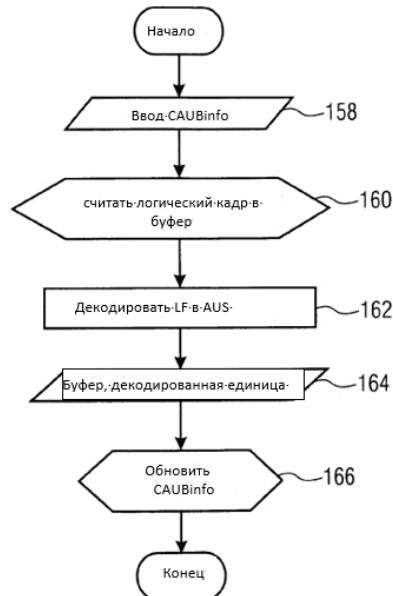 Начало
Ввод·CAUBinfo
158
считать·логический·кадр·в·
буфер
160
Декодировать·LF·в·AUS·
162
Буфер,·декодированная·единица·
164
Обновить
CAUBinfo
166
Конец